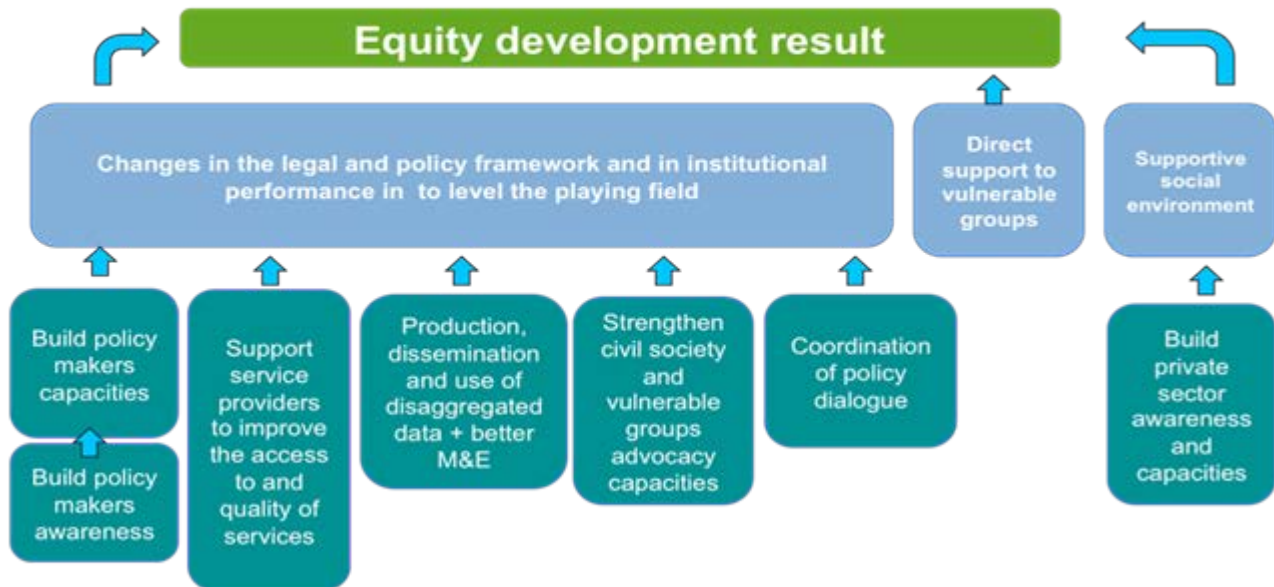 Equity development result
Changes in the legal and policy framework and in institutional
performance in to level the playing field
Direct
support to
vulnerable
groups
Supportive
social
environment
Build policy
makers
capacities
Build policy
makers
awareness
Support
service
providers
to improve
the access
to and
quality of
services
Production,
dissemination
and use of
disaggregated
data + better
M&E
Strengthen
civil society
and
vulnerable
groups
advocacy
capacities
Coordination
of policy
dialogue
Build
private
sector
awareness
and
capacities